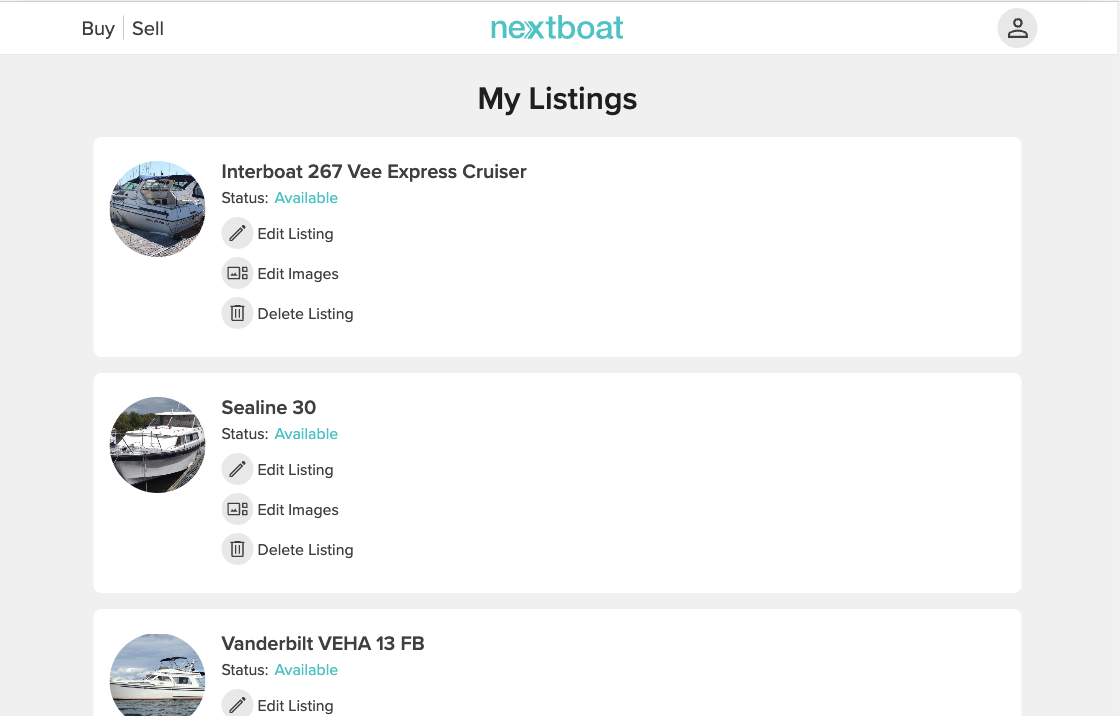 Buy Sell
nextboat
My Listings
Interboat 267 Vee Express Cruiser
Status: Available
Edit Listing
Edit Images
Delete Listing
Sealine 30
Status: Available
Edit Listing
Edit Images
Delete Listing
Vanderbilt VEHA 13 FB
Status: Available
Edit Listing